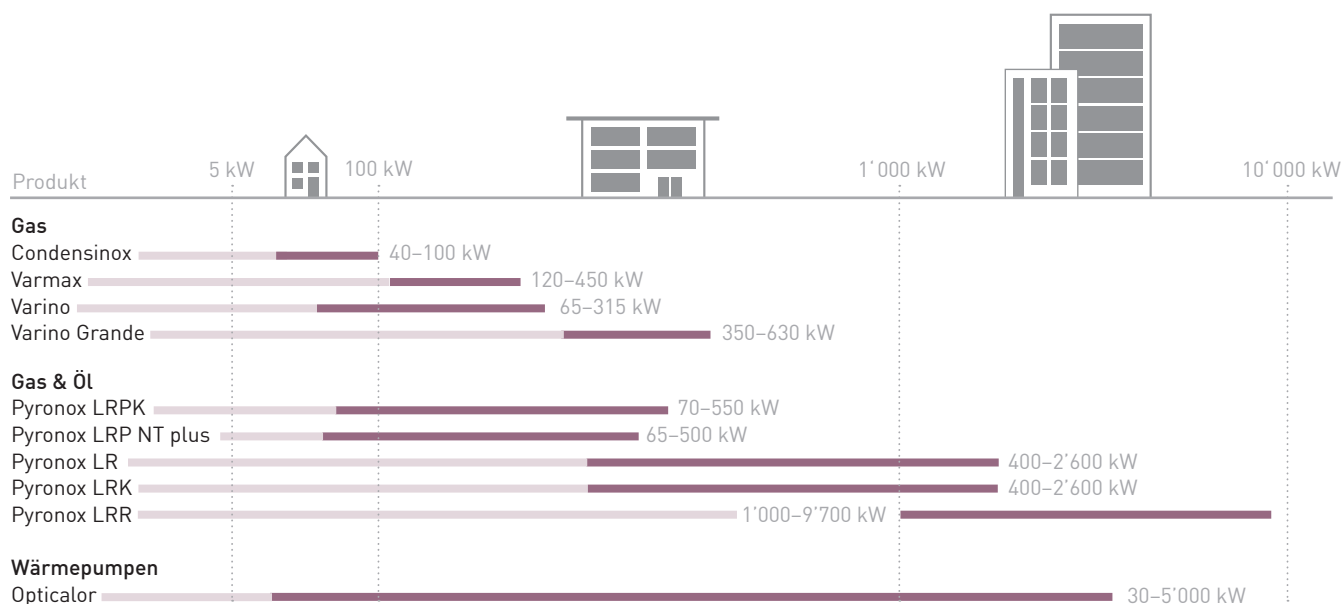 Produkt 5 kW 100 kW 1‘000 kW 10‘000 kW
Gas
Condensinox 40–100 kW
Varmax 120–450 kW
Varino 65–315 kW
Varino Grande 350–630 kW
Gas & Öl
Pyronox LRPK 70–550 kW
Pyronox LRP NT plus 65–500 kW
Pyronox LR 400–2’600 kW
Pyronox LRK 400–2’600 kW
Pyronox LRR 1’000–9’700 kW
Wärmepumpen
Opticalor 30–5’000 kW